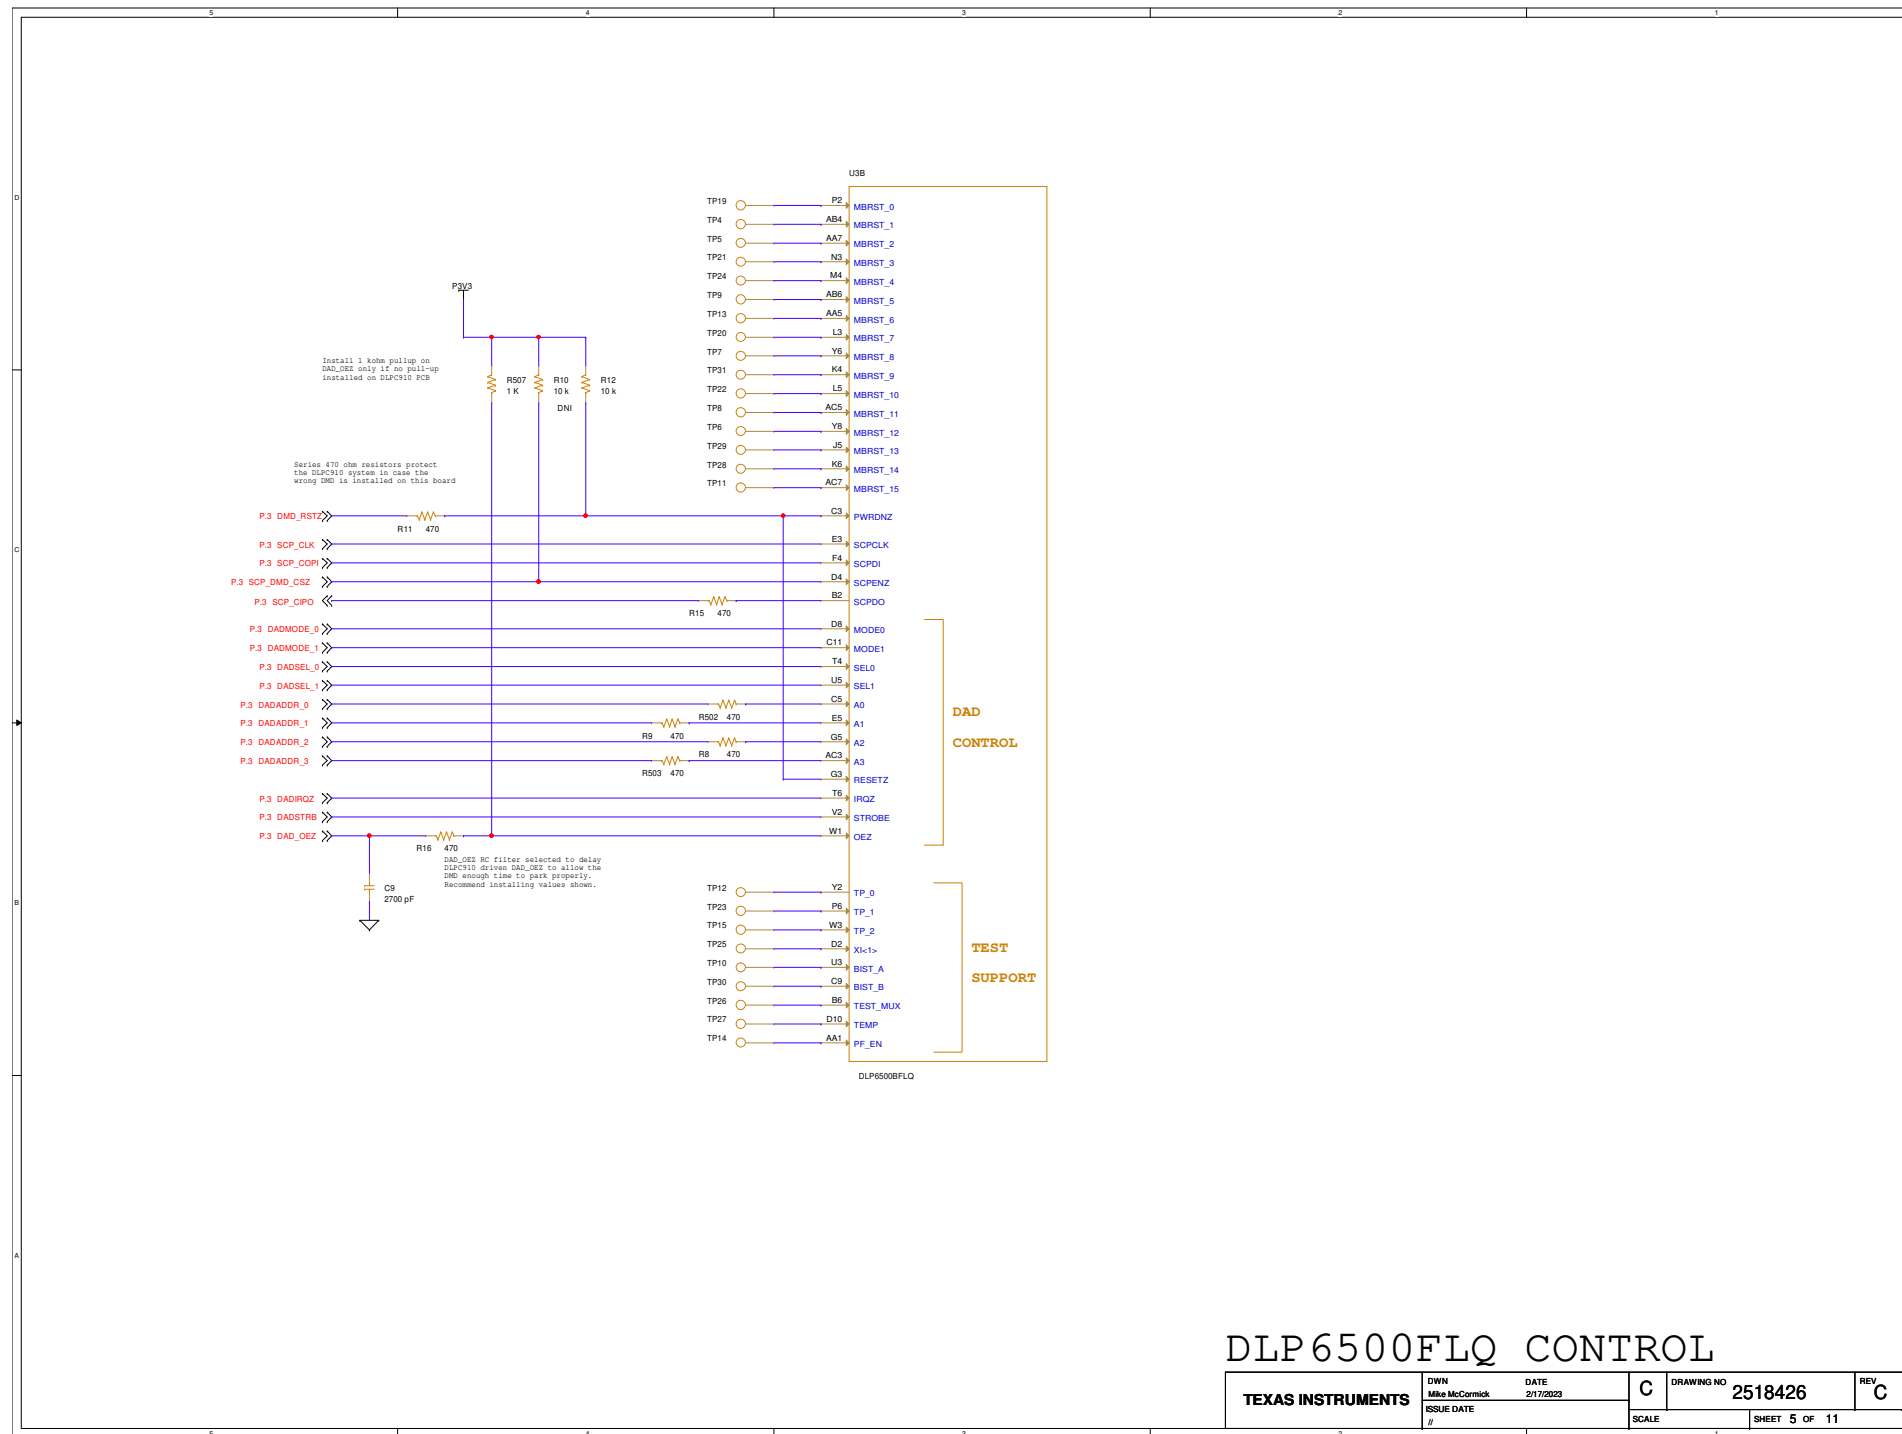 5 4 3 2 1
D
C
B
A
U3B
TP19 P2 MBRST_0
TP4 AB4 MBRST_1
TP5 AA7 MBRST_2
TP21 N3 MBRST_3
TP24 M4 MBRST_4
TP9 AB6 MBRST_5
TP13 AA5 MBRST_6
TP20 L3 MBRST_7
TP7 Y6 MBRST_8
TP31 K4 MBRST_9
TP22 L5 MBRST_10
TP8 AC5 MBRST_11
TP6 Y8 MBRST_12
TP29 J5 MBRST_13
TP28 K6 MBRST_14
TP11 AC7 MBRST_15
P3V3
Install 1 kohm pullup on
DAD_OEZ only if no pull-up
installed on DLPC910 PCB
R507 R10 R12
1 K 10 k 10 k
DNI
Series 470 ohm resistors protect
the DLPC910 system in case the
wrong DMD is installed on this board
P.3 DMD_RSTZ C3 PWRDNZ
R11 470
P.3 SCP_CLK E3 SCPCLK
P.3 SCP_COPI F4 SCPDI
P.3 SCP_DMD_CSZ D4 SCPENZ
P.3 SCP_CIPO B2 SCPDO
R15 470
P.3 DADMODE_0 D8 MODE0
P.3 DADMODE_1 C11 MODE1
P.3 DADSEL_0 T4 SEL0
P.3 DADSEL_1 U5 SEL1
P.3 DADADDR_0 C5 A0
R502 470
P.3 DADADDR_1 E5 A1
R9 470
P.3 DADADDR_2 G5 A2
R8 470
P.3 DADADDR_3 AC3 A3
R503 470
G3 RESETZ
P.3 DADIRQZ T6 IRQZ
P.3 DADSTRB V2 STROBE
P.3 DAD_OEZ W1 OEZ
R16 470
DAD
CONTROL
DAD_OEZ RC filter selected to delay
DLPC910 driven DAD_OEZ to allow the
DMD enough time to park properly.
Recommend installing values shown.
C9
2700 pF
TP12 Y2 TP_0
TP23 P6 TP_1
TP15 W3 TP_2
TP25 D2 XI<1>
TP10 U3 BIST_A
TP30 C9 BIST_B
TP26 B6 TEST_MUX
TP27 D10 TEMP
TP14 AA1 PF_EN
TEST
SUPPORT
DLP6500BFLQ
DLP6500FLQ CONTROL
TEXAS INSTRUMENTS
DWN DATE
Mike McCormick 2/17/2023
ISSUE DATE
//
C
DRAWING NO 2518426
REV C
SCALE
SHEET 5 OF 11
5 4 3 2 1